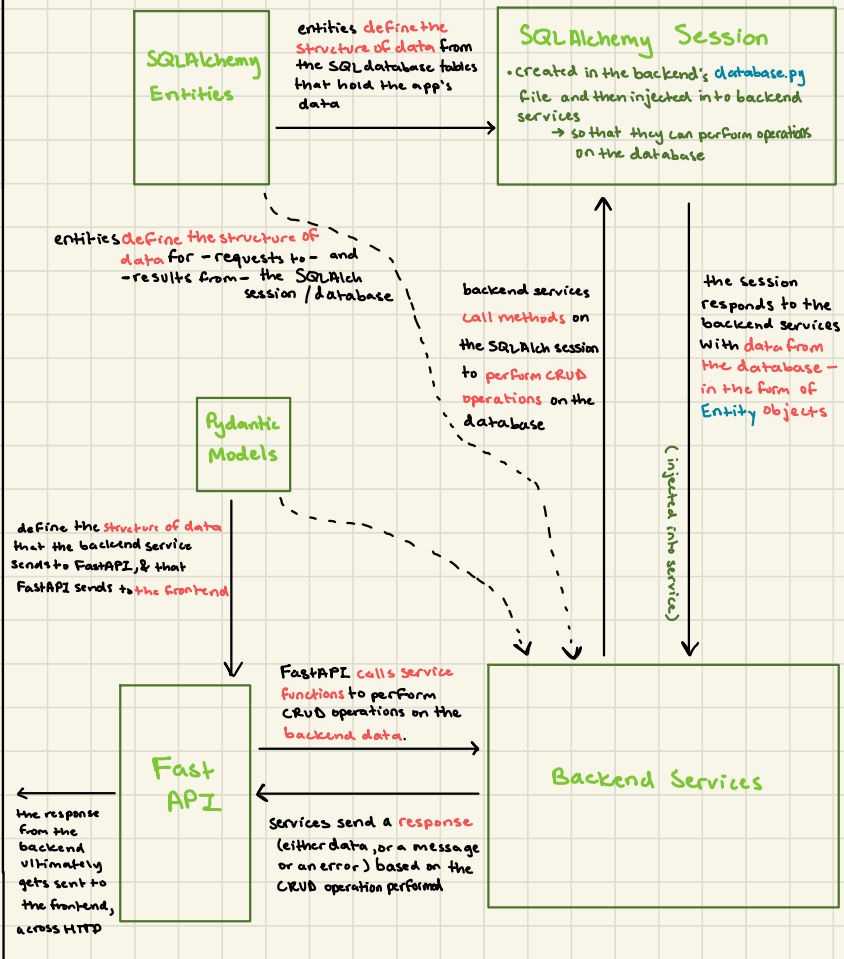 SQLAlchemy
Entities
entities define the
structure of data from
the SQL database tables
that hold the app's
data
SQLAlchemy Session
• created in the backend's database.py
file and then injected into backend
services
→ so that they can perform operations
on the database
entities define the structure of
data for - requests to - and
- results from - the SQLAlch
session / database
backend services
call methods on
the SQLAlch session
to perform CRUD
operations on the
database
the session
responds to the
backend services
with data from
the database -
in the form of
Entity objects
(injected into service)
Pydantic
Models
define the structure of data
that the backend service
sends to FastAPI, & that
FastAPI sends to the frontend
FastAPI calls service
functions to perform
CRUD operations on the
backend data.
Fast
API
Backend Services
services send a response
(either data, or a message
or an error) based on the
CRUD operation performed
the response
from the
backend
ultimately
gets sent to
the frontend,
across HTTP